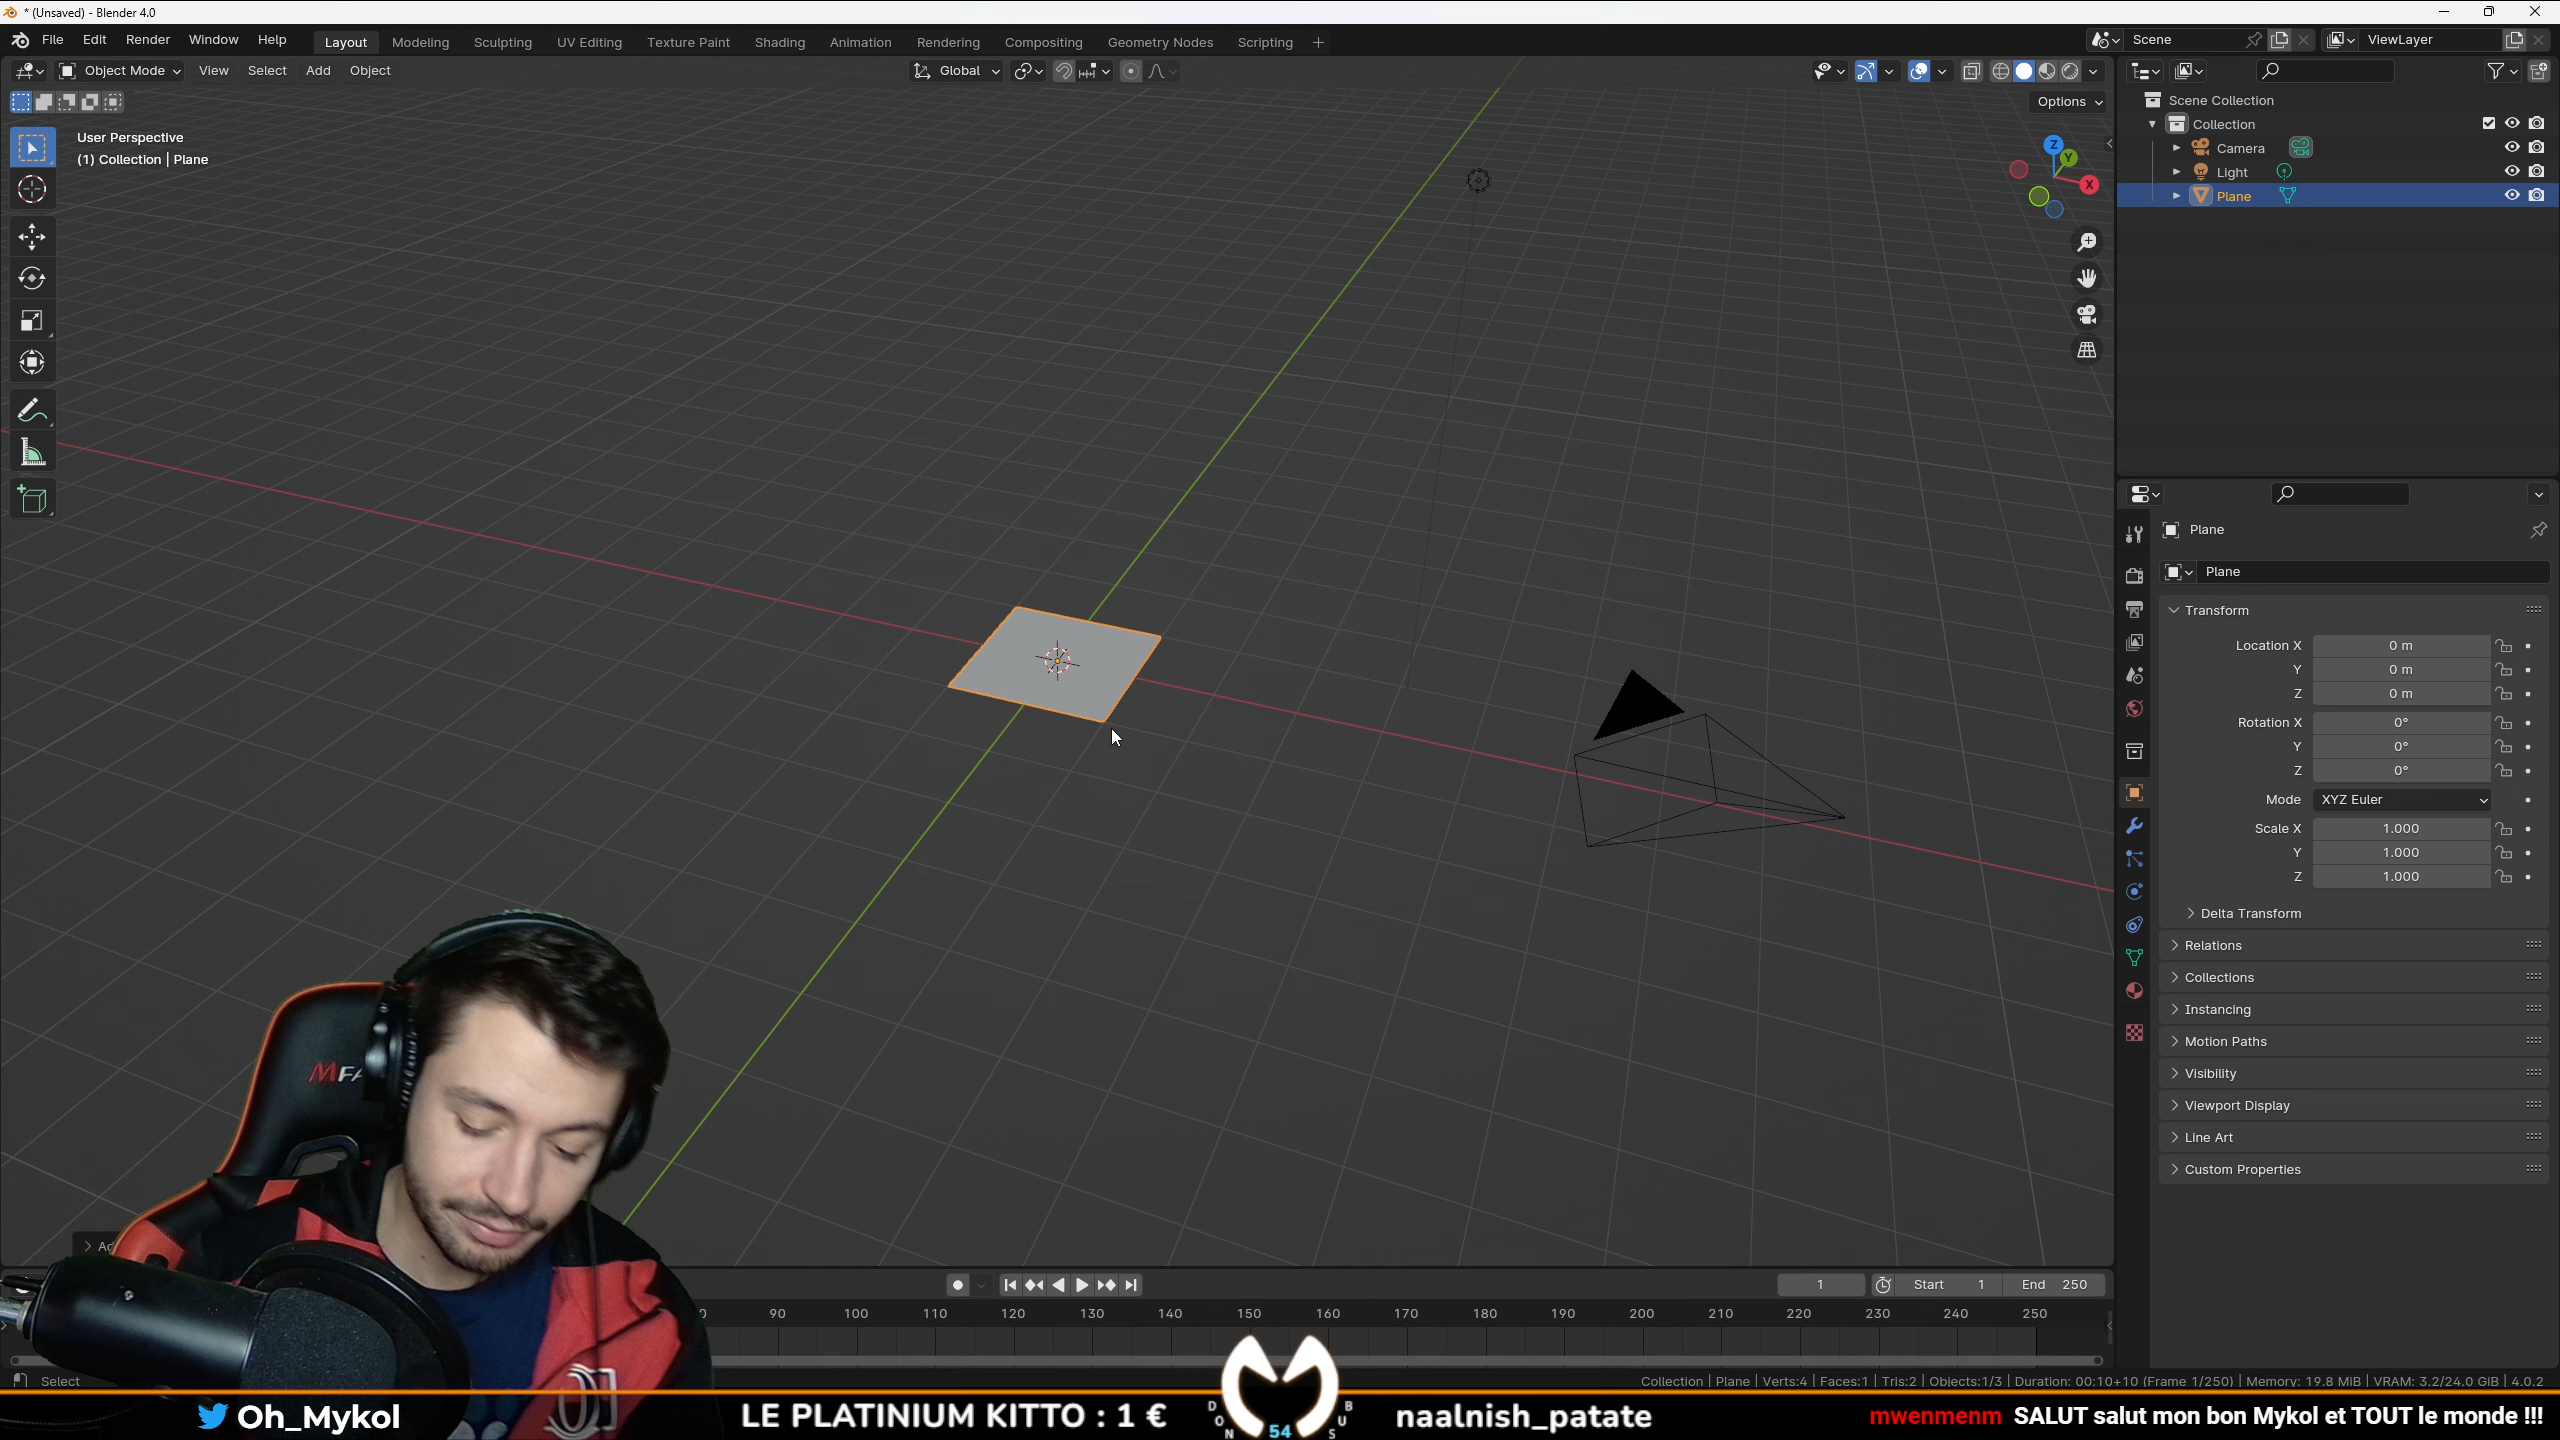 * (Unsaved) - Blender 4.0
File Edit Render Window Help Layout Modeling Sculpting UV Editing Texture Paint Shading Animation Rendering Compositing Geometry Nodes Scripting + Scene ViewLayer
Object Mode View Select Add Object Global
Options
User Perspective
(1) Collection | Plane
Z
Y
X
Scene Collection
Collection
Camera
Light
Plane
Plane
Plane
Transform
Location X 0 m
Y 0 m
Z 0 m
Rotation X 0°
Y 0°
Z 0°
Mode XYZ Euler
Scale X 1.000
Y 1.000
Z 1.000
Delta Transform
Relations
Collections
Instancing
Motion Paths
Visibility
Viewport Display
Line Art
Custom Properties
1 Start 1 End 250
90 100 110 120 130 140 150 160 170 180 190 200 210 220 230 240 250
Select
Collection | Plane | Verts:4 | Faces:1 | Tris:2 | Objects:1/3 | Duration: 00:10+10 (Frame 1/250) | Memory: 19.8 MiB | VRAM: 3.2/24.0 GiB | 4.0.2
Oh_Mykol LE PLATINIUM KITTO : 1 € DON 54 BUS naalnish_patate mwenmenm SALUT salut mon bon Mykol et TOUT le monde !!!